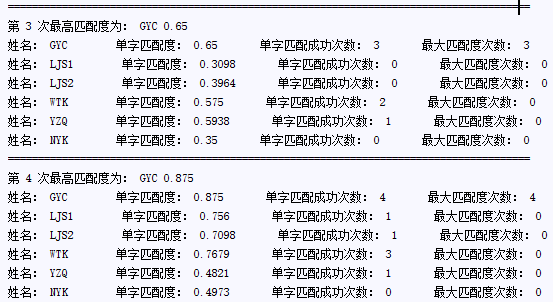 第 3 次最高匹配度为： GYC 0.65
姓名： GYC 单字匹配度： 0.65 单字匹配成功次数： 3 最大匹配度次数： 3
姓名： LJS1 单字匹配度： 0.3098 单字匹配成功次数： 0 最大匹配度次数： 0
姓名： LJS2 单字匹配度： 0.3964 单字匹配成功次数： 0 最大匹配度次数： 0
姓名： WTK 单字匹配度： 0.575 单字匹配成功次数： 2 最大匹配度次数： 0
姓名： YZQ 单字匹配度： 0.5938 单字匹配成功次数： 1 最大匹配度次数： 0
姓名： NYK 单字匹配度： 0.35 单字匹配成功次数： 0 最大匹配度次数： 0
第 4 次最高匹配度为： GYC 0.875
姓名： GYC 单字匹配度： 0.875 单字匹配成功次数： 4 最大匹配度次数： 4
姓名： LJS1 单字匹配度： 0.756 单字匹配成功次数： 1 最大匹配度次数： 0
姓名： LJS2 单字匹配度： 0.7098 单字匹配成功次数： 1 最大匹配度次数： 0
姓名： WTK 单字匹配度： 0.7679 单字匹配成功次数： 3 最大匹配度次数： 0
姓名： YZQ 单字匹配度： 0.4821 单字匹配成功次数： 1 最大匹配度次数： 0
姓名： NYK 单字匹配度： 0.4973 单字匹配成功次数： 0 最大匹配度次数： 0